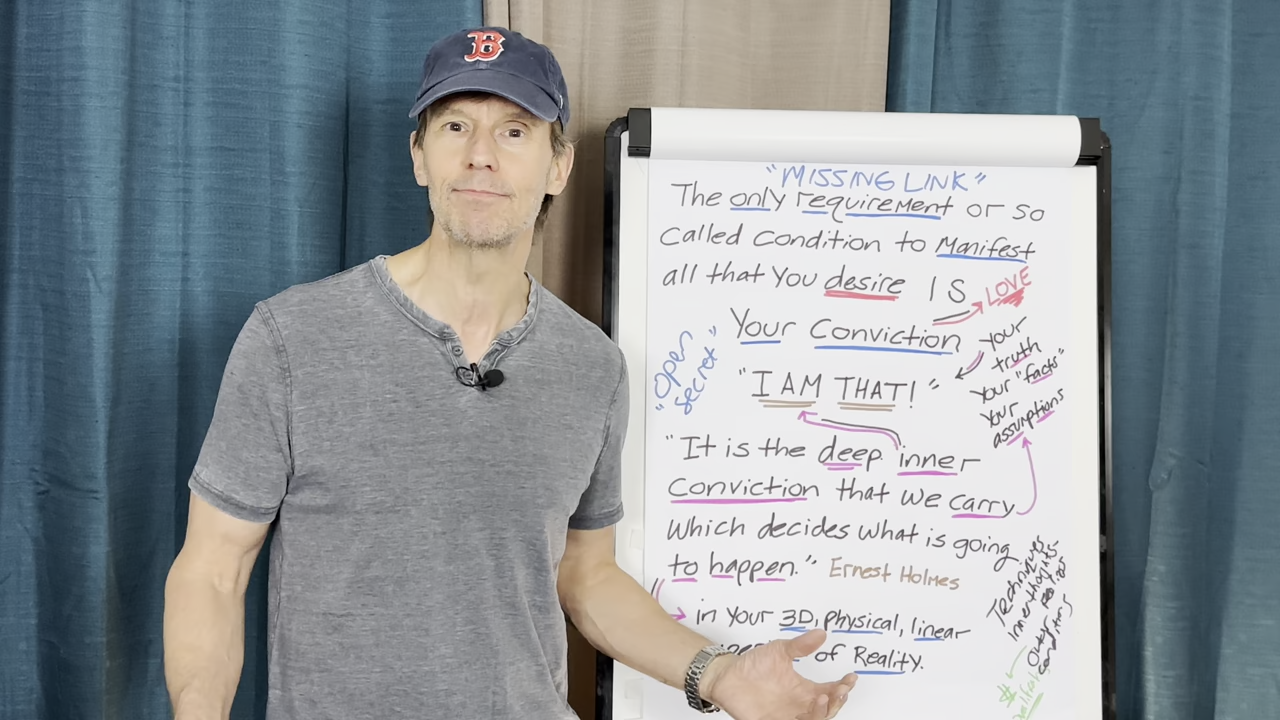 B
"MISSING LINK"
The only requirement or so
called condition to Manifest
all that you desire IS
LOVE
Your Conviction
"Open
secret"
Your
truth
Your "facts"
Your
assumptions
"I AM THAT!"
"It is the deep inner
Conviction that we carry
which decides what is going
to happen." Ernest Holmes
in your 3D, physical, linear
of Reality.
Techniques
Inner thoughts-
Outer
conditions
$